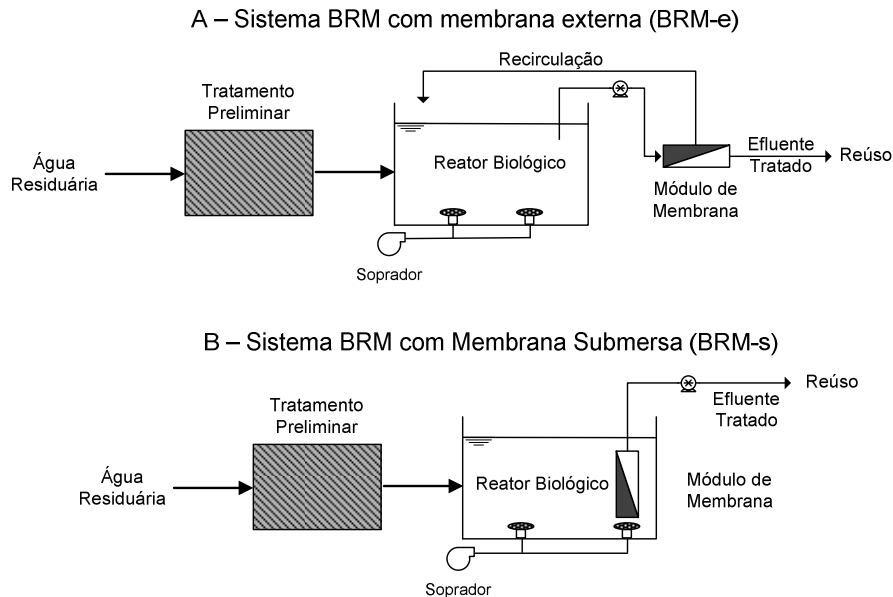 A – Sistema BRM com membrana externa (BRM-e)
Recirculação
Tratamento
Preliminar
Água
Residuária
Reator Biológico
Efluente
Tratado
Reúso
Módulo de
Membrana
Soprador
B – Sistema BRM com Membrana Submersa (BRM-s)
Reúso
Efluente
Tratado
Tratamento
Preliminar
Água
Residuária
Reator Biológico
Módulo de
Membrana
Soprador